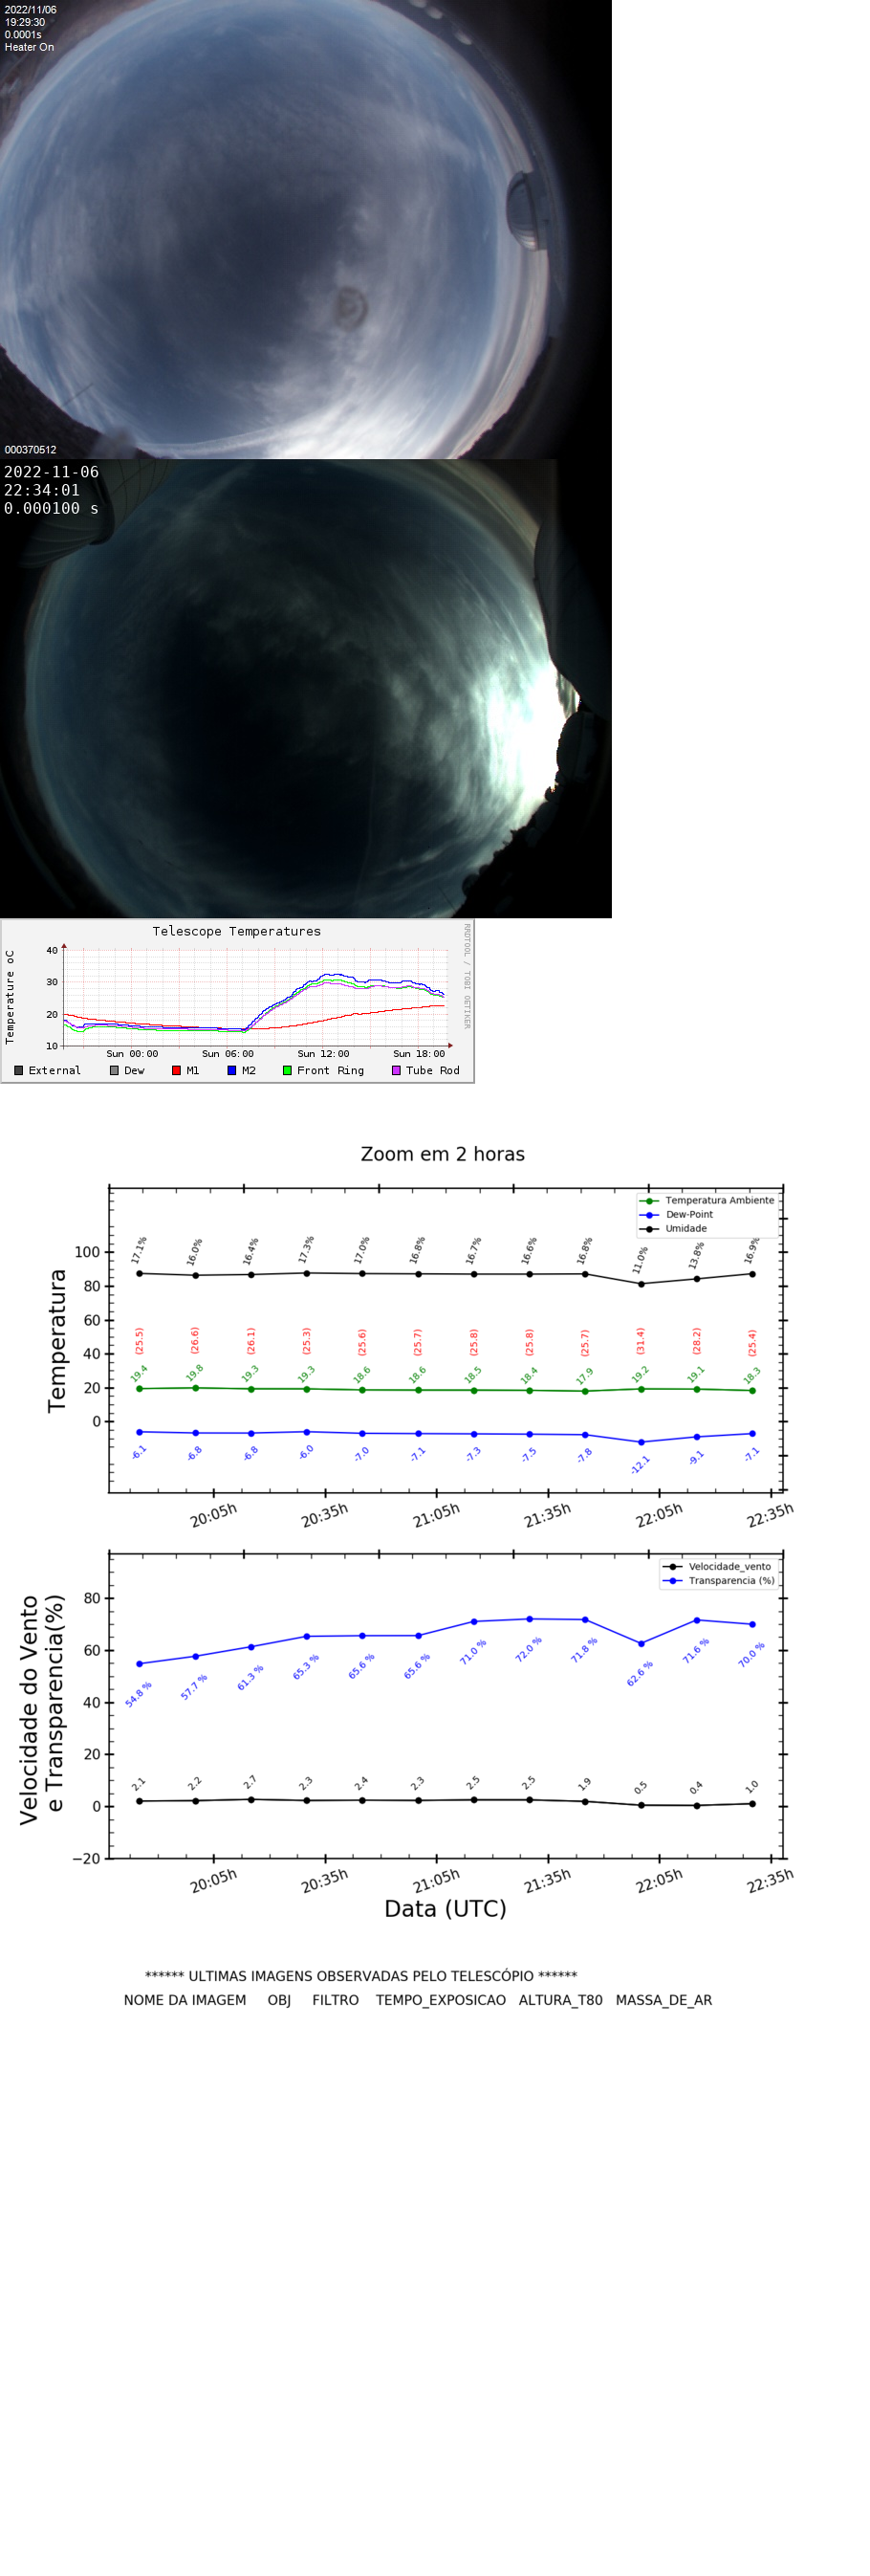 2022/11/06
19:29:30
0.0001s
Heater On
000370512
2022-11-06
22:34:01
0.000100 s
Telescope Temperatures
RRDTOOL / TOBI OETIKER
Temperature oC
40
30
20
10
Sun 00:00 Sun 06:00 Sun 12:00 Sun 18:00
External Dew M1 M2 Front Ring Tube Rod
Zoom em 2 horas
Temperatura Ambiente
Dew-Point
Umidade
Temperatura
100
80
60
40
20
0
17.1% 16.0% 16.4% 17.3% 17.0% 16.8% 16.7% 16.6% 16.8% 11.0% 13.8% 16.9%
(25.5) (26.6) (26.1) (25.3) (25.6) (25.7) (25.8) (25.8) (25.7) (31.4) (28.2) (25.4)
19.4 19.8 19.3 19.3 18.6 18.6 18.5 18.4 17.9 19.2 19.1 18.3
-6.1 -6.8 -6.8 -6.0 -7.0 -7.1 -7.3 -7.5 -7.8 -12.1 -9.1 -7.1
20:05h 20:35h 21:05h 21:35h 22:05h 22:35h
Velocidade_vento
Transparencia (%)
Velocidade do Vento
e Transparencia(%)
80
60
40
20
0
−20
54.8 % 57.7 % 61.3 % 65.3 % 65.6 % 65.6 % 71.0 % 72.0 % 71.8 % 62.6 % 71.6 % 70.0 %
2.1 2.2 2.7 2.3 2.4 2.3 2.5 2.5 1.9 0.5 0.4 1.0
20:05h 20:35h 21:05h 21:35h 22:05h 22:35h
Data (UTC)
****** ULTIMAS IMAGENS OBSERVADAS PELO TELESCÓPIO ******
NOME DA IMAGEM OBJ FILTRO TEMPO_EXPOSICAO ALTURA_T80 MASSA_DE_AR